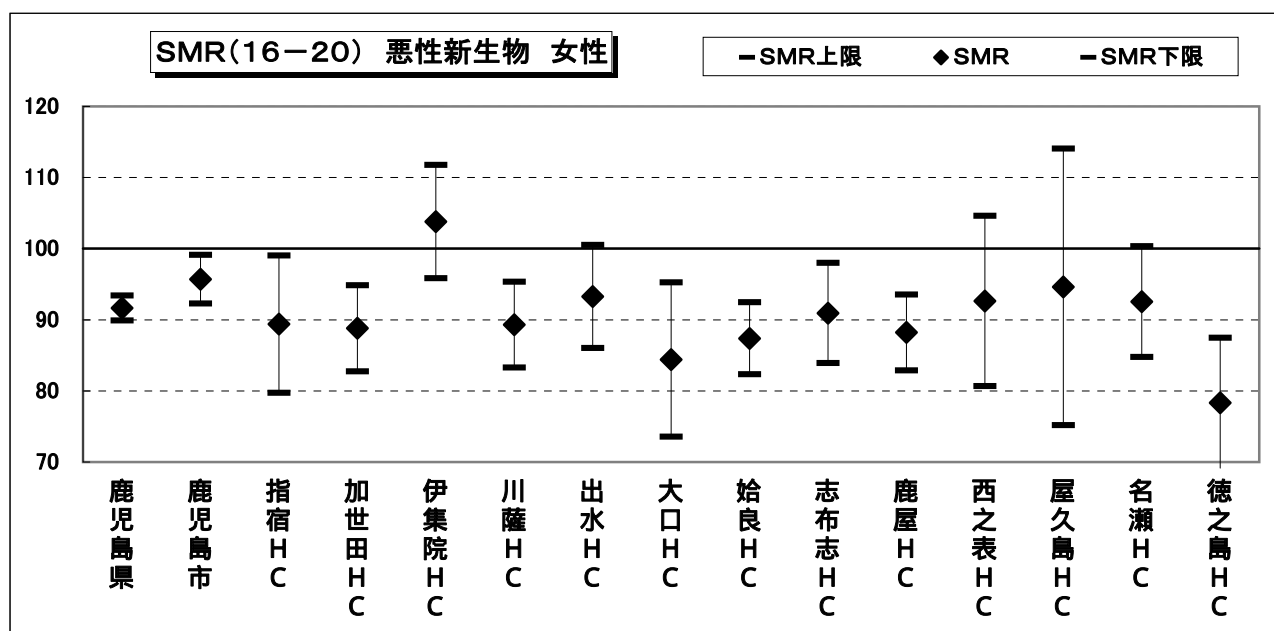 SMR(16－20) 悪性新生物 女性
SMR上限 SMR SMR下限
120
110
100
90
80
70
鹿児島県
鹿児島市
指宿HC
加世田HC
伊集院HC
川薩HC
出水HC
大口HC
姶良HC
志布志HC
鹿屋HC
西之表HC
屋久島HC
名瀬HC
徳之島HC